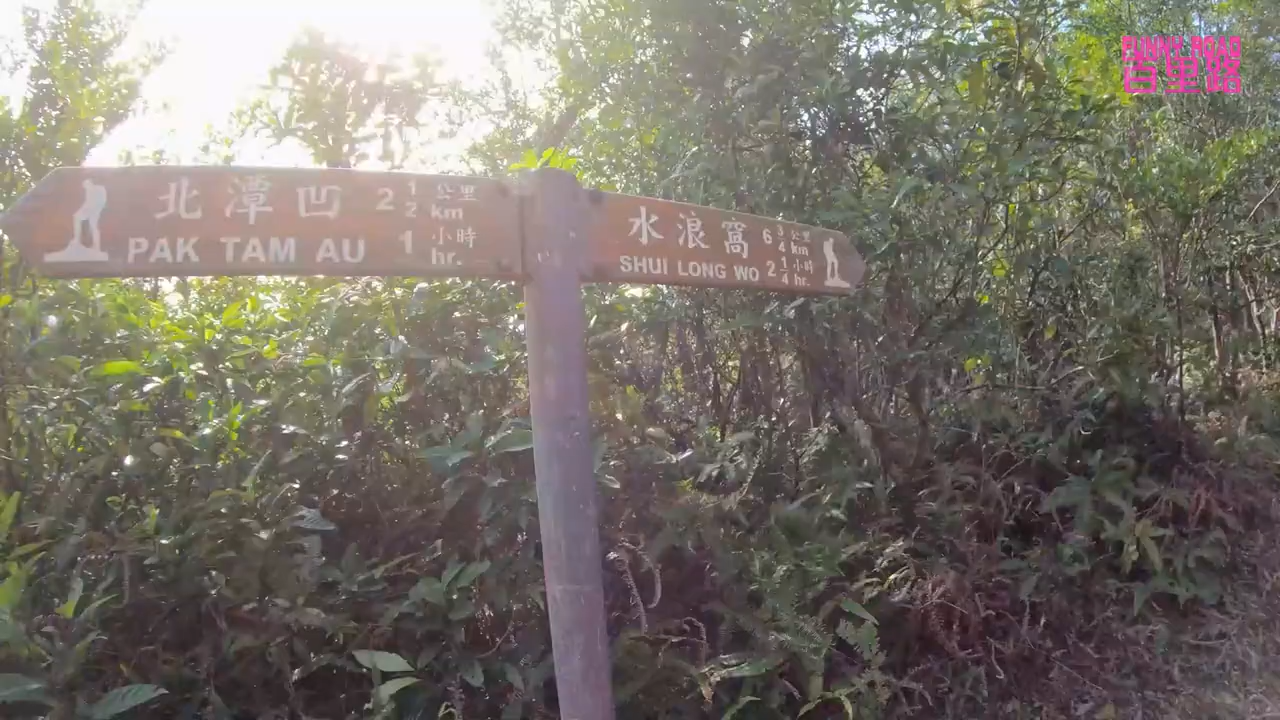 FUNNY ROAD
百里路
北潭凹 2 1/2 公里 km
PAK TAM AU 1 小時 hr.
水浪窩 6 3/4 公里 km
SHUI LONG WO 2 1/4 小時 hr.